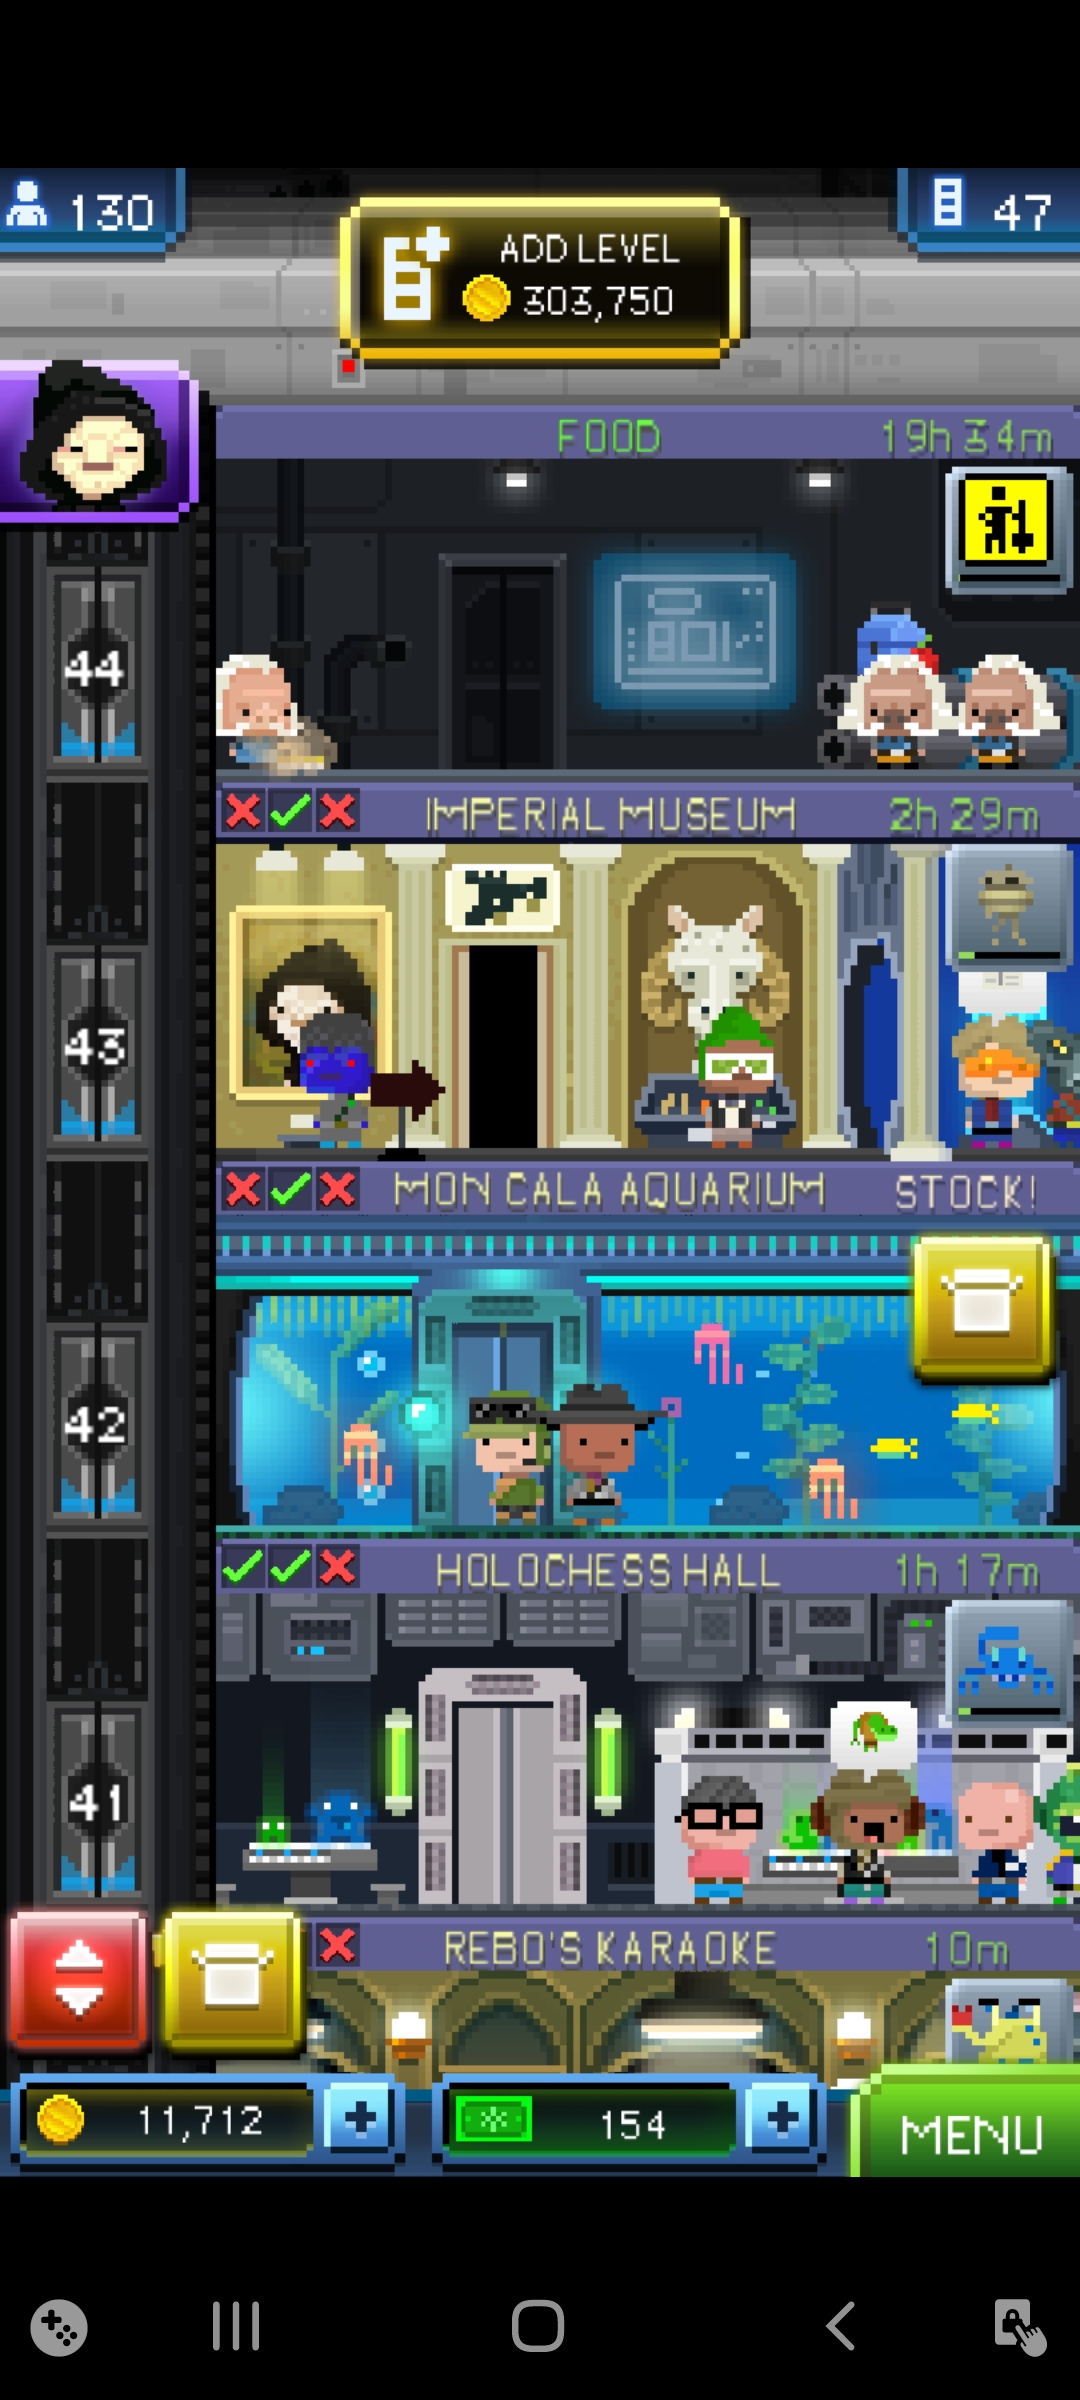 130
47
ADD LEVEL
303,750
FOOD
19h 34m
44
IMPERIAL MUSEUM
2h 29m
43
MON CALA AQUARIUM
STOCK!
42
HOLOCHESS HALL
1h 17m
41
REBO'S KARAOKE
10m
11,712
154
MENU